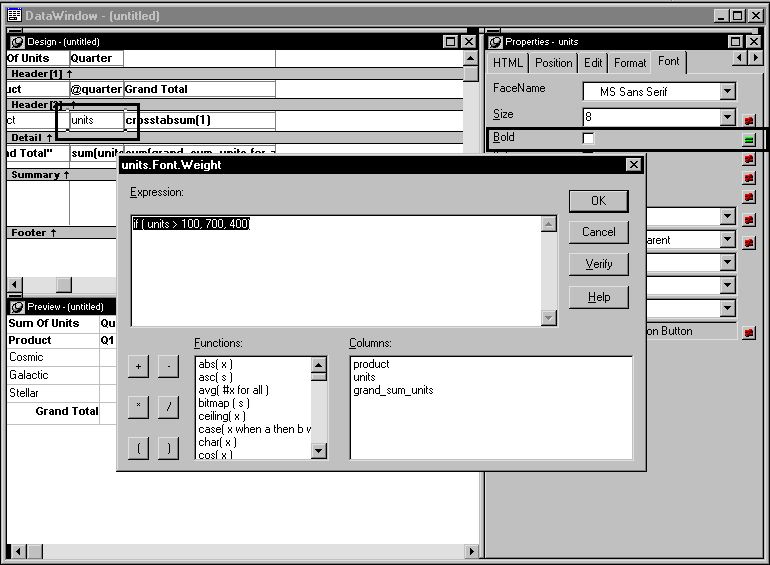 DataWindow
Design - (untitled)
Of Units Quarter
Header[1] ↑
uct @quarter Grand Total
Header[2] ↑
ct units crosstabsum(1)
Detail ↑
nd Total" sum(units
Summary ↑
Footer ↑
Preview - (untitled)
Sum Of Units Qu
Product Q1
Cosmic
Galactic
Stellar
Grand Total
Properties - units
HTML Position Edit Format Font
FaceName MS Sans Serif
Size 8
Bold
arent
on Button
units.Font.Weight
Expression:
if ( units > 100, 700, 400)
OK
Cancel
Verify
Help
Functions:
+ -
* /
( )
abs( x )
asc( s )
avg( #x for all )
bitmap ( s )
ceiling( x )
case( x when a then b w
char( x )
cos( x )
Columns:
product
units
grand_sum_units